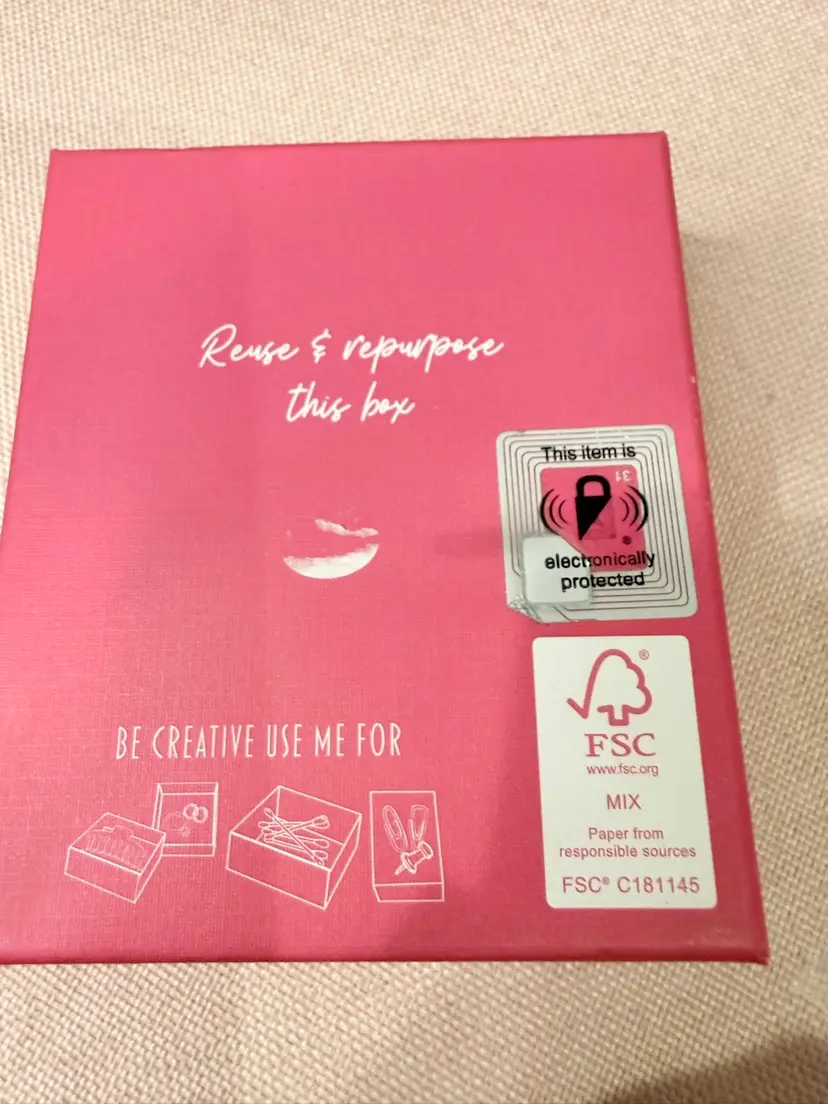 Reuse & repurpose
this box
This item is
31
®
electronically
protected
®
FSC
www.fsc.org
MIX
Paper from
responsible sources
FSC® C181145
BE CREATIVE USE ME FOR